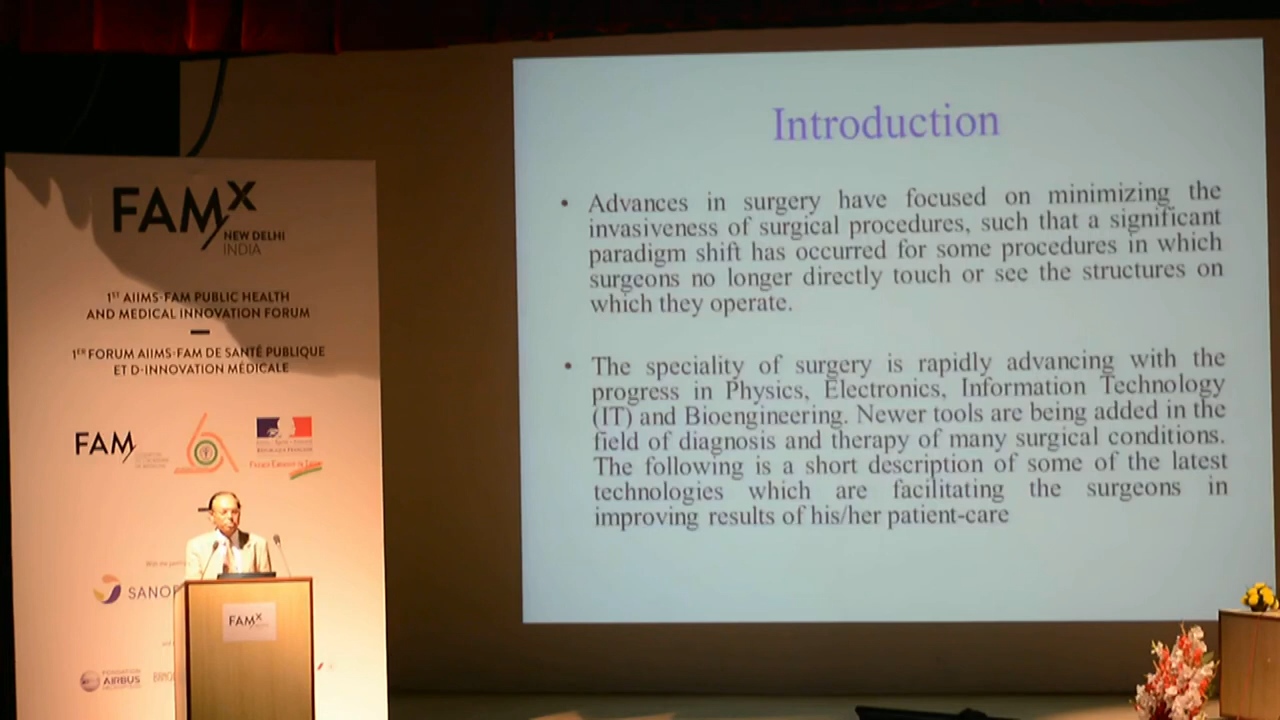 FAMX
NEW DELHI
INDIA
1ST AIIMS-FAM PUBLIC HEALTH
AND MEDICAL INNOVATION FORUM
1ER FORUM AIIMS-FAM DE SANTÉ PUBLIQUE
ET D-INNOVATION MÉDICALE
FAM
SANOF
FONDATION
AIRBUS
FAMX
Introduction
• Advances in surgery have focused on minimizing the
invasiveness of surgical procedures, such that a significant
paradigm shift has occurred for some procedures in which
surgeons no longer directly touch or see the structures on
which they operate.
• The speciality of surgery is rapidly advancing with the
progress in Physics, Electronics, Information Technology
(IT) and Bioengineering. Newer tools are being added in the
field of diagnosis and therapy of many surgical conditions.
The following is a short description of some of the latest
technologies which are facilitating the surgeons in
improving results of his/her patient-care